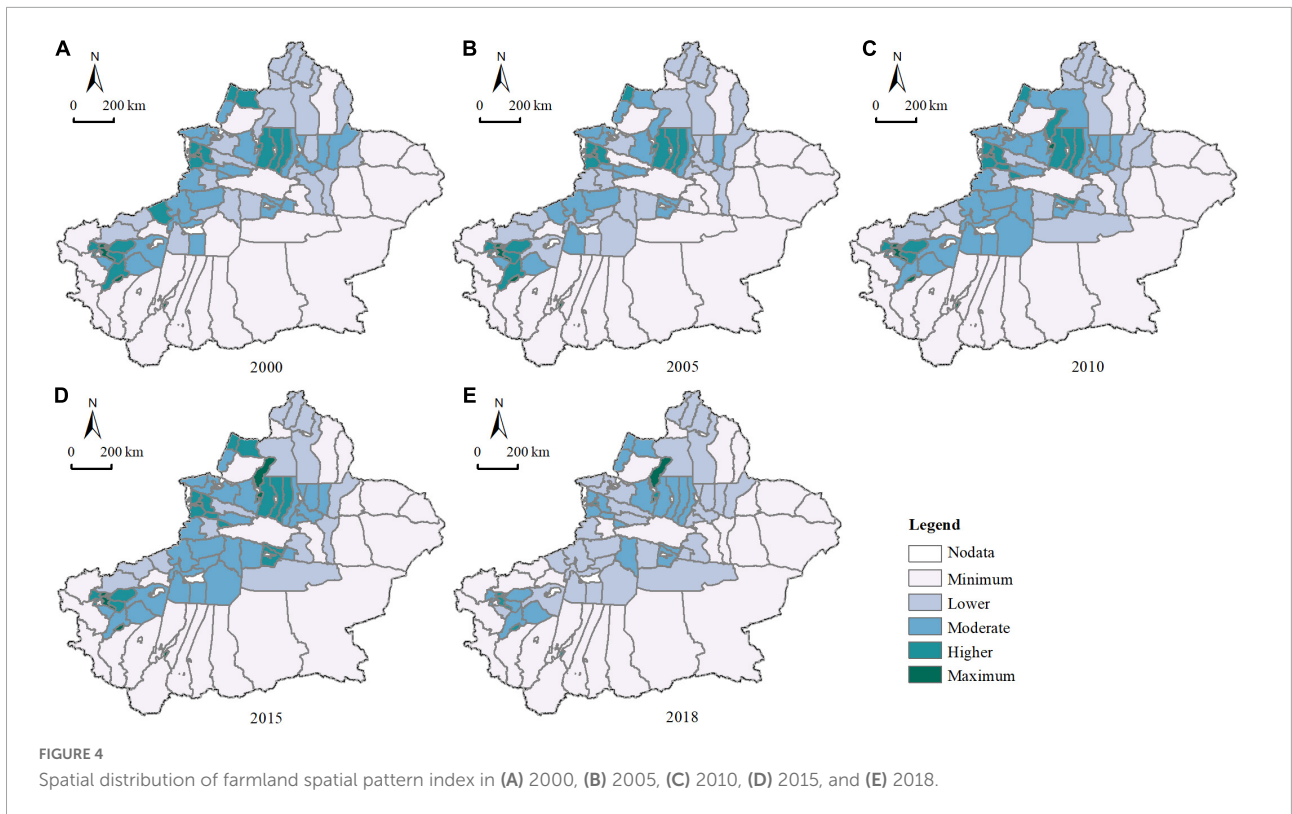 A
N
0 200 km
2000
B
N
0 200 km
2005
C
N
0 200 km
2010
D
N
0 200 km
2015
E
N
0 200 km
2018
Legend
Nodata
Minimum
Lower
Moderate
Higher
Maximum
FIGURE 4
Spatial distribution of farmland spatial pattern index in (A) 2000, (B) 2005, (C) 2010, (D) 2015, and (E) 2018.